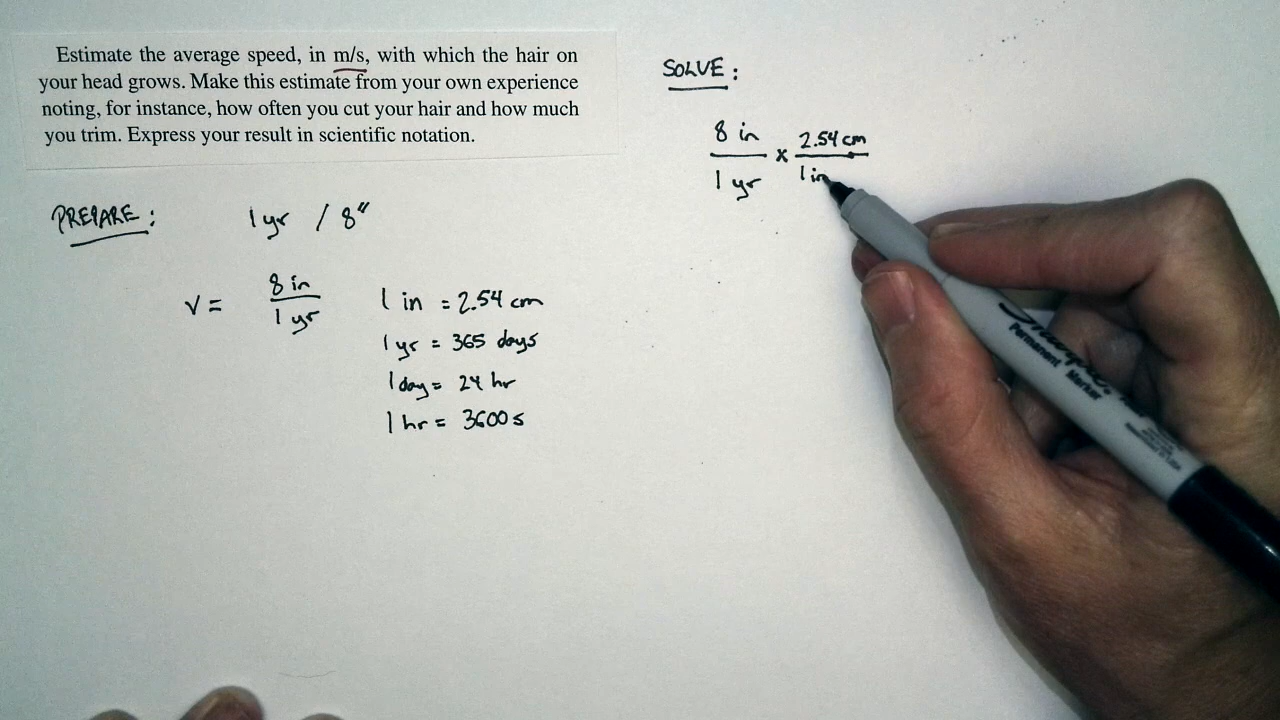 Estimate the average speed, in m/s, with which the hair on
your head grows. Make this estimate from your own experience
noting, for instance, how often you cut your hair and how much
you trim. Express your result in scientific notation.
PREPARE: 1 yr / 8"
v = 8 in / 1 yr
1 in = 2.54 cm
1 yr = 365 days
1 day = 24 hr
1 hr = 3600 s
SOLVE:
8 in / 1 yr x 2.54 cm / 1 in
Permanent Marker